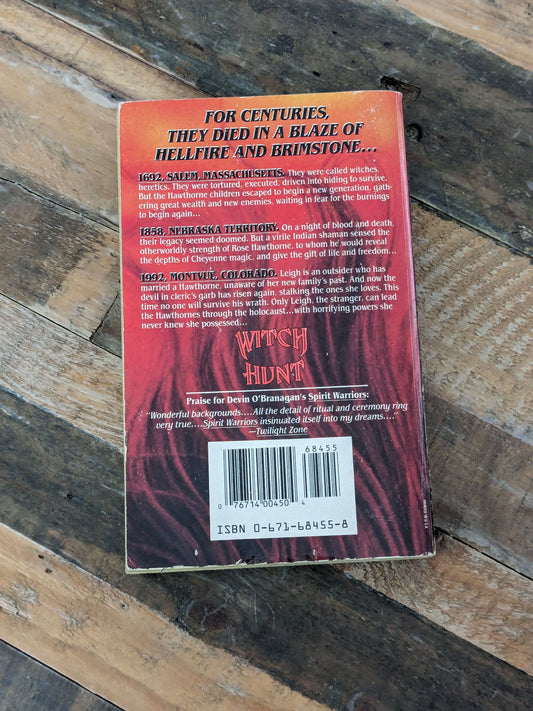 FOR CENTURIES,
THEY DIED IN A BLAZE OF
HELLFIRE AND BRIMSTONE...
1692, SALEM, MASSACHUSETTS. They were called witches,
heretics. They were tortured, executed, driven into hiding to survive.
But the Hawthorne children escaped to begin a new generation, gath-
ering great wealth and new enemies, waiting in fear for the burnings
to begin again...
1858, NEBRASKA TERRITORY. On a night of blood and death,
their legacy seemed doomed. But a virile Indian shaman sensed the
otherworldly strength of Rose Hawthorne, to whom he would reveal
the depths of Cheyenne magic, and give the gift of life and freedom...
1992, MONTVUE, COLORADO. Leigh is an outsider who has
married a Hawthorne, unaware of her new family's past. And now the
devil in cleric's garb has risen again, stalking the ones she loves. This
time no one will survive his wrath. Only Leigh, the stranger, can lead
the Hawthornes through the holocaust...with horrifying powers she
never knew she possessed...
WITCH
HUNT
Praise for Devin O'Branagan's Spirit Warriors:
"Wonderful backgrounds....All the detail of ritual and ceremony ring
very true....Spirit Warriors insinuated itself into my dreams...."
—Twilight Zone
68455
0 76714 00450 4
ISBN 0-671-68455-8